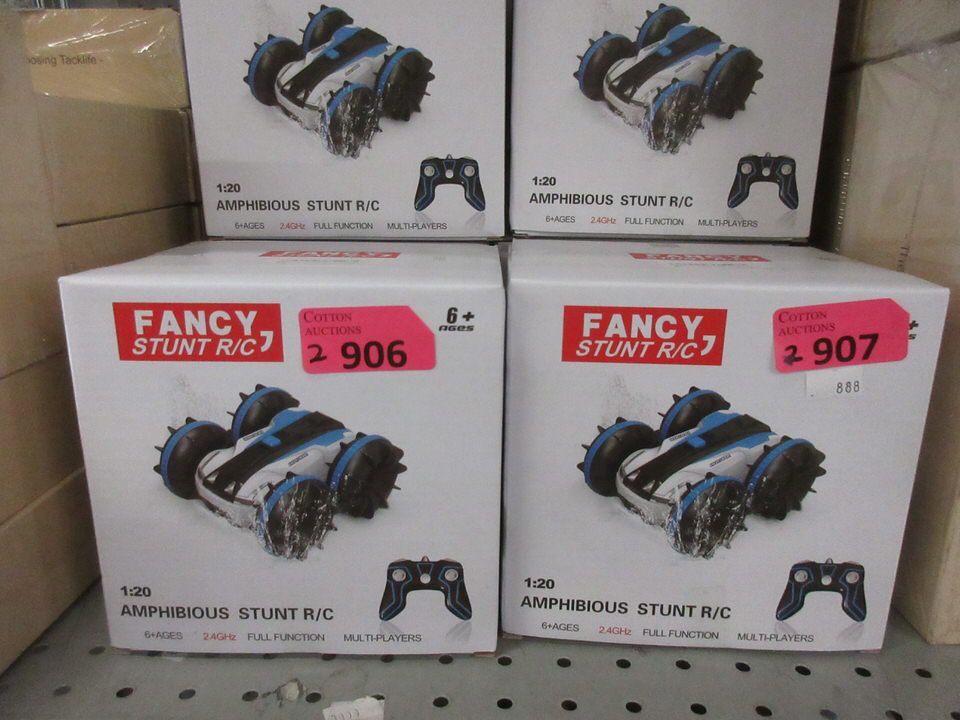 osing Tacklife -
1:20
AMPHIBIOUS STUNT R/C
6+AGES 2.4GHz FULL FUNCTION MULTI-PLAYERS
1:20
AMPHIBIOUS STUNT R/C
6+AGES 2.4GHz FULL FUNCTION MULTI-PLAYERS
FANCY,
STUNT R/C
COTTON
AUCTIONS
2 906
6+
AGES
1:20
AMPHIBIOUS STUNT R/C
6+AGES 2.4GHz FULL FUNCTION MULTI-PLAYERS
FANCY,
STUNT R/C
COTTON
AUCTIONS
2 907
888
1:20
AMPHIBIOUS STUNT R/C
6+AGES 2.4GHz FULL FUNCTION MULTI-PLAYERS